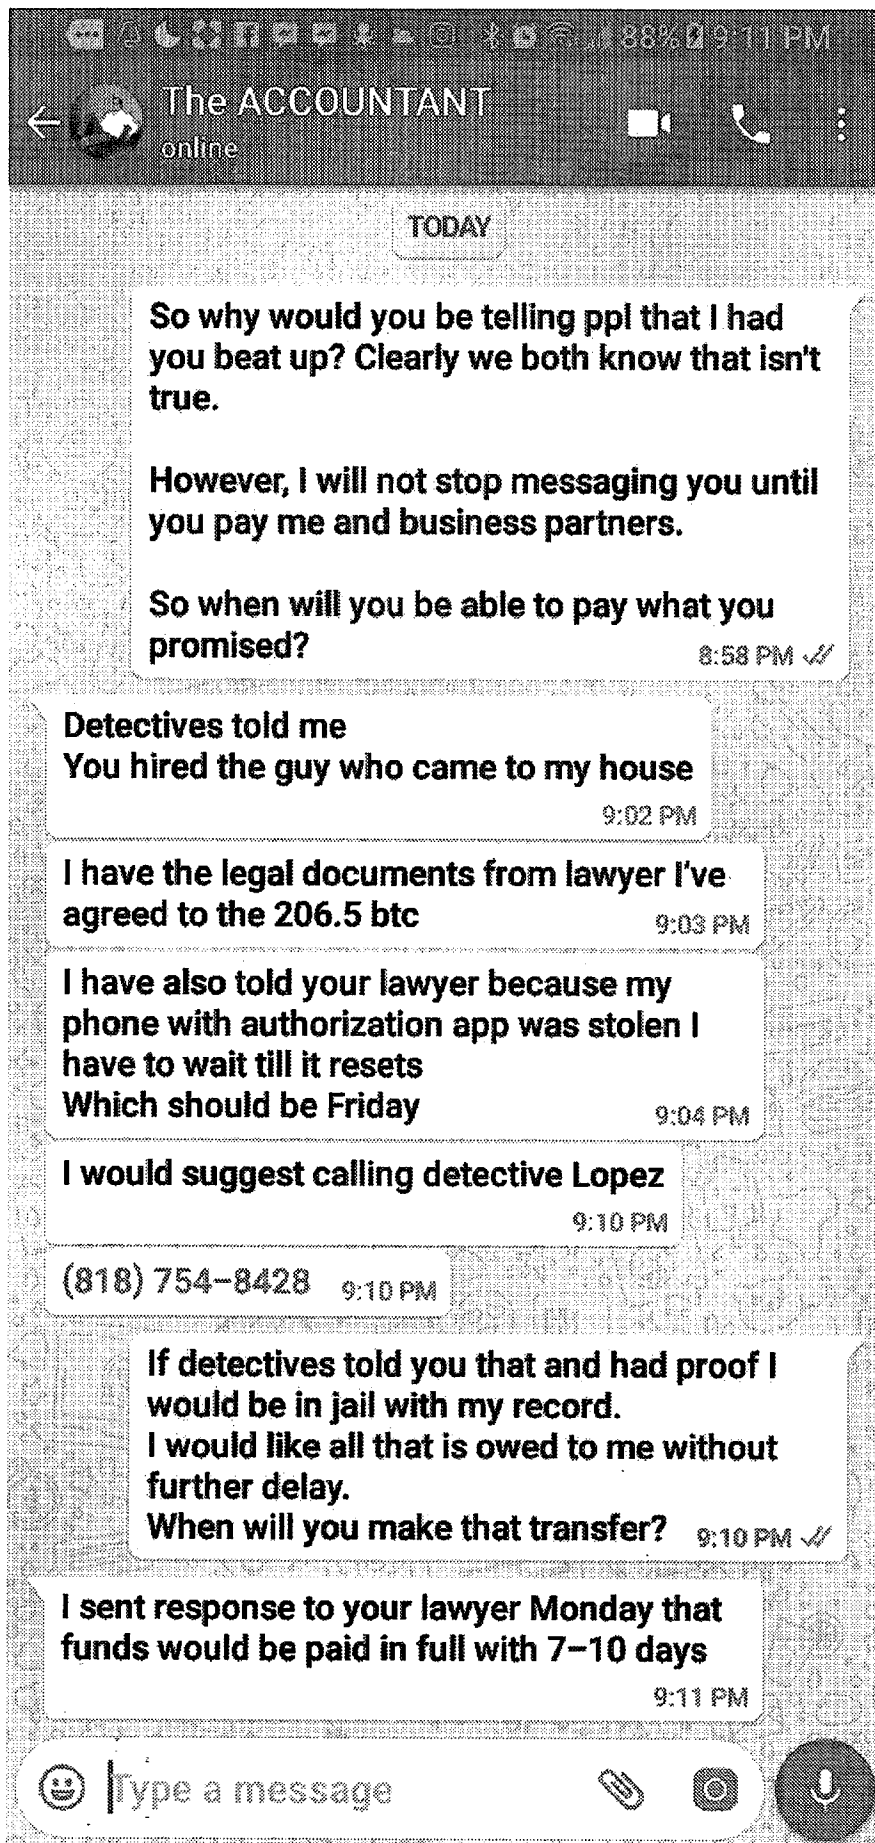 88% 9:11 PM
The ACCOUNTANT
online
TODAY
So why would you be telling ppl that I had
you beat up? Clearly we both know that isn't
true.
However, I will not stop messaging you until
you pay me and business partners.
So when will you be able to pay what you
promised?
8:58 PM
Detectives told me
You hired the guy who came to my house
9:02 PM
I have the legal documents from lawyer I've
agreed to the 206.5 btc
9:03 PM
I have also told your lawyer because my
phone with authorization app was stolen I
have to wait till it resets
Which should be Friday
9:04 PM
I would suggest calling detective Lopez
9:10 PM
(818) 754-8428 9:10 PM
If detectives told you that and had proof I
would be in jail with my record.
I would like all that is owed to me without
further delay.
When will you make that transfer? 9:10 PM
I sent response to your lawyer Monday that
funds would be paid in full with 7-10 days
9:11 PM
Type a message